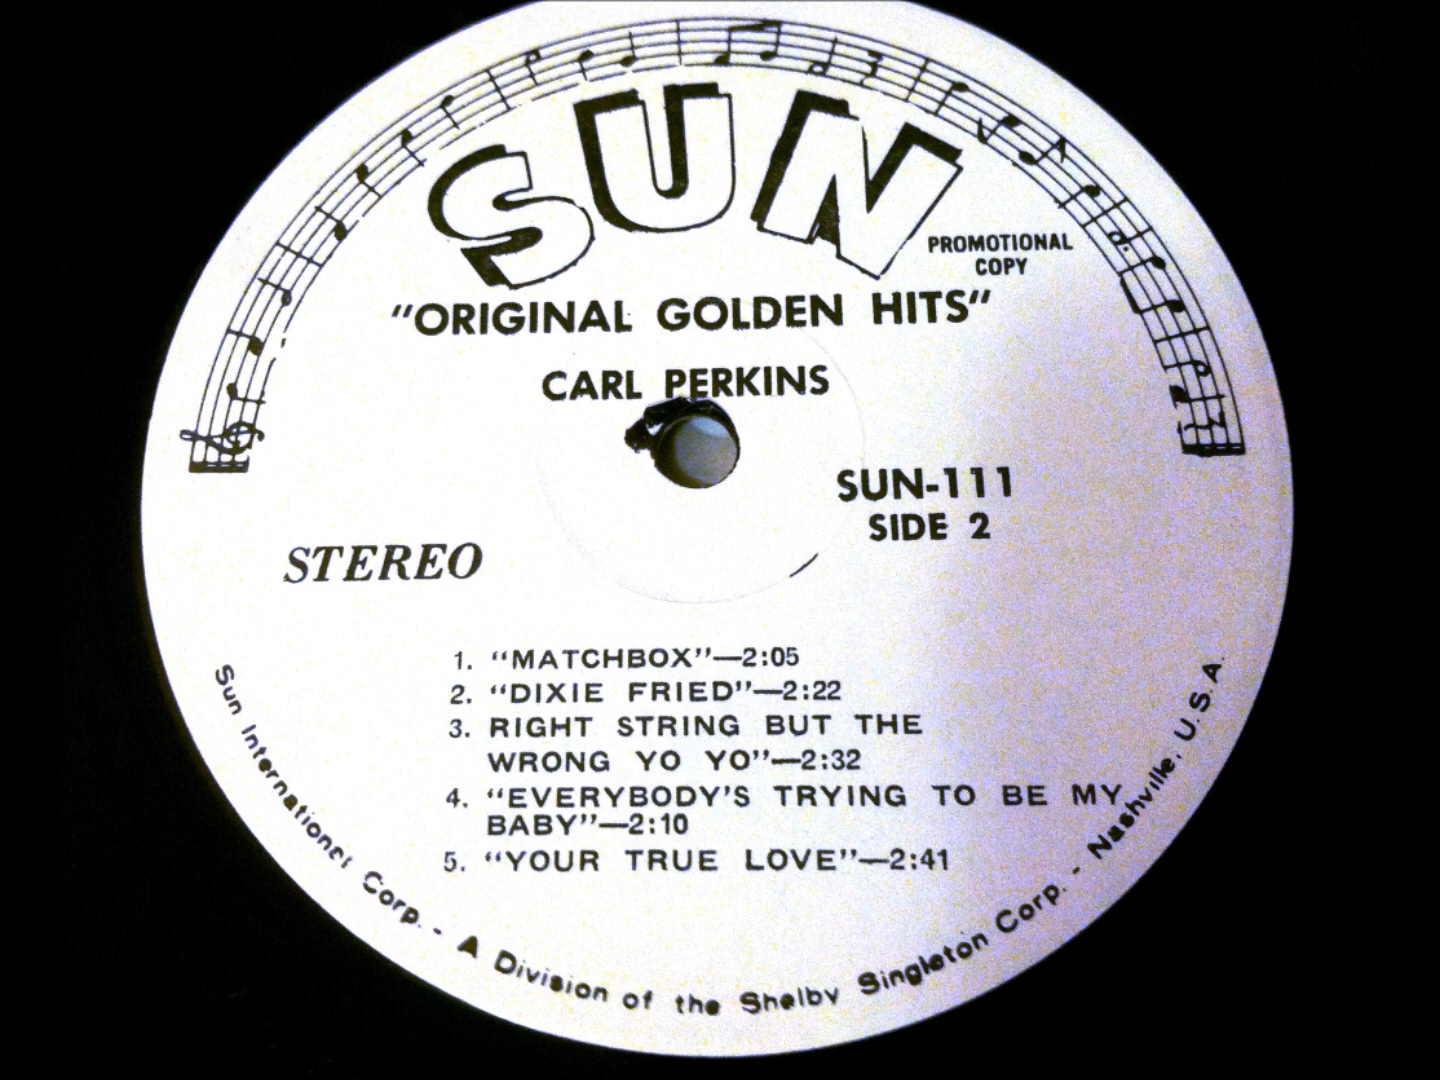 SUN
PROMOTIONAL
COPY
"ORIGINAL GOLDEN HITS"
CARL PERKINS
SUN-111
SIDE 2
STEREO
1. "MATCHBOX"—2:05
2. "DIXIE FRIED"—2:22
3. RIGHT STRING BUT THE
WRONG YO YO"—2:32
4. "EVERYBODY'S TRYING TO BE MY
BABY"—2:10
5. "YOUR TRUE LOVE"—2:41
Sun International Corp. - A Division of the Shelby Singleton Corp. - Nashville, U.S.A.